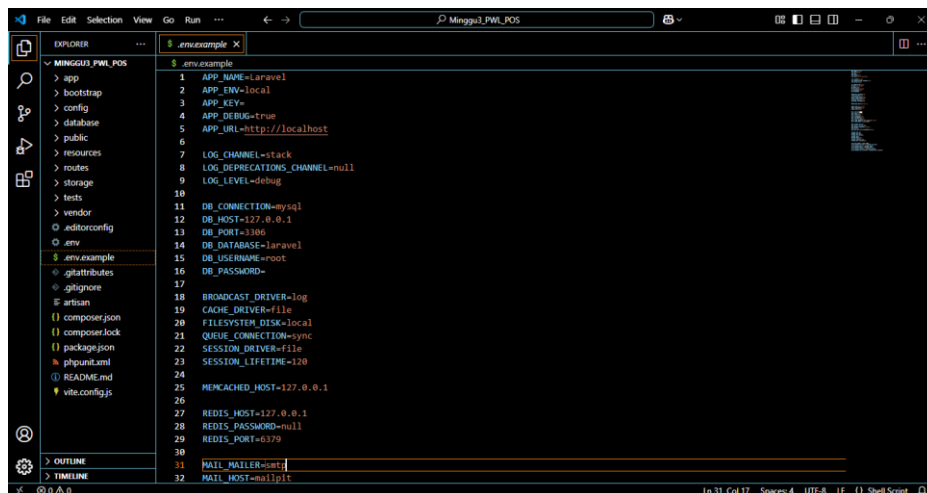 File Edit Selection View Go Run ··· ← → Minggu3_PWL_POS
EXPLORER ···
$ .env.example ×
MINGGU3_PWL_POS
> app
> bootstrap
> config
> database
> public
> resources
> routes
> storage
> tests
> vendor
.editorconfig
.env
$ .env.example
.gitattributes
.gitignore
artisan
{} composer.json
{} composer.lock
{} package.json
phpunit.xml
README.md
vite.config.js
> OUTLINE
> TIMELINE
$ .env.example
1 APP_NAME=Laravel
2 APP_ENV=local
3 APP_KEY=
4 APP_DEBUG=true
5 APP_URL=http://localhost
6
7 LOG_CHANNEL=stack
8 LOG_DEPRECATIONS_CHANNEL=null
9 LOG_LEVEL=debug
10
11 DB_CONNECTION=mysql
12 DB_HOST=127.0.0.1
13 DB_PORT=3306
14 DB_DATABASE=laravel
15 DB_USERNAME=root
16 DB_PASSWORD=
17
18 BROADCAST_DRIVER=log
19 CACHE_DRIVER=file
20 FILESYSTEM_DISK=local
21 QUEUE_CONNECTION=sync
22 SESSION_DRIVER=file
23 SESSION_LIFETIME=120
24
25 MEMCACHED_HOST=127.0.0.1
26
27 REDIS_HOST=127.0.0.1
28 REDIS_PASSWORD=null
29 REDIS_PORT=6379
30
31 MAIL_MAILER=smtp
32 MAIL_HOST=mailpit
0 0 Ln 31, Col 17 Spaces: 4 UTF-8 LF {} Shell Script